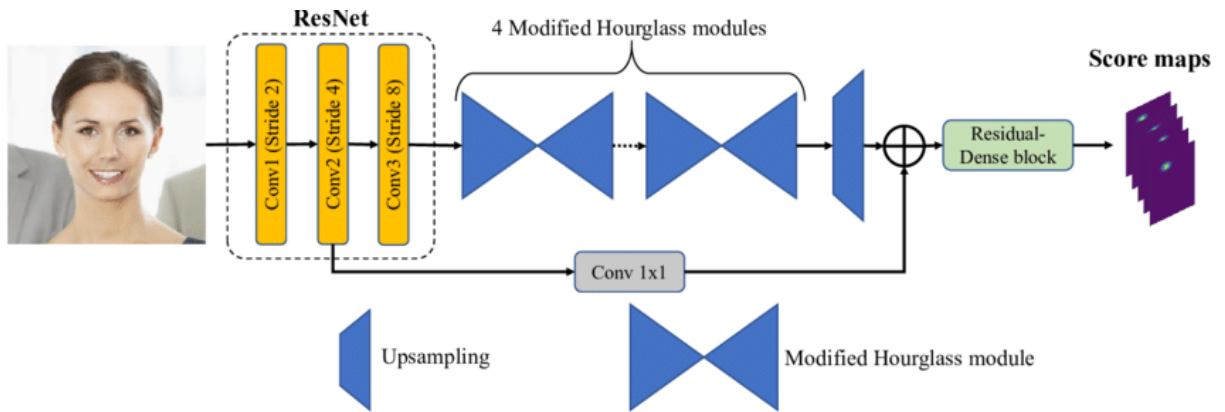 ResNet
4 Modified Hourglass modules
Score maps
Conv1 (Stride 2)
Conv2 (Stride 4)
Conv3 (Stride 8)
Residual-
Dense block
Conv 1x1
Upsampling
Modified Hourglass module